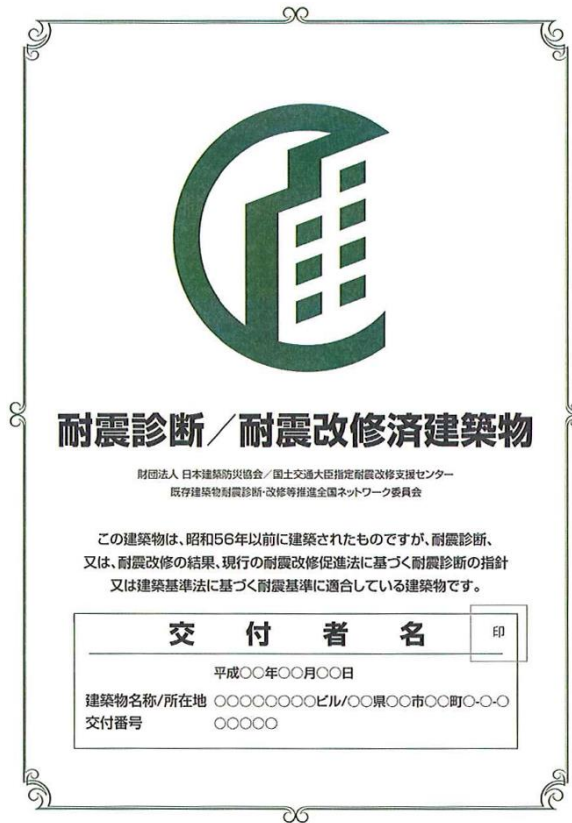 耐震診断／耐震改修済建築物
財団法人 日本建築防災協会／国土交通大臣指定耐震改修支援センター
既存建築物耐震診断・改修等推進全国ネットワーク委員会
この建築物は、昭和56年以前に建築されたものですが、耐震診断、
又は、耐震改修の結果、現行の耐震改修促進法に基づく耐震診断の指針
又は建築基準法に基づく耐震基準に適合している建築物です。
交付者名 印
平成○○年○○月○○日
建築物名称/所在地 ○○○○○○○○ビル/○○県○○市○○町○-○-○
交付番号 ○○○○○